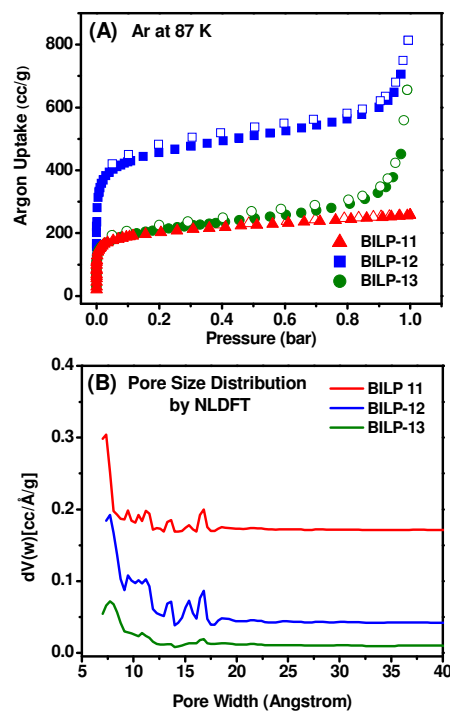 (A) Ar at 87 K
Argon Uptake (cc/g)
800
600
400
200
0
BILP-11
BILP-12
BILP-13
0.0 0.2 0.4 0.6 0.8 1.0
Pressure (bar)
(B) Pore Size Distribution
by NLDFT
BILP 11
BILP-12
BILP-13
dV(w)[cc/Å/g]
0.4
0.3
0.2
0.1
0.0
5 10 15 20 25 30 35 40
Pore Width (Angstrom)